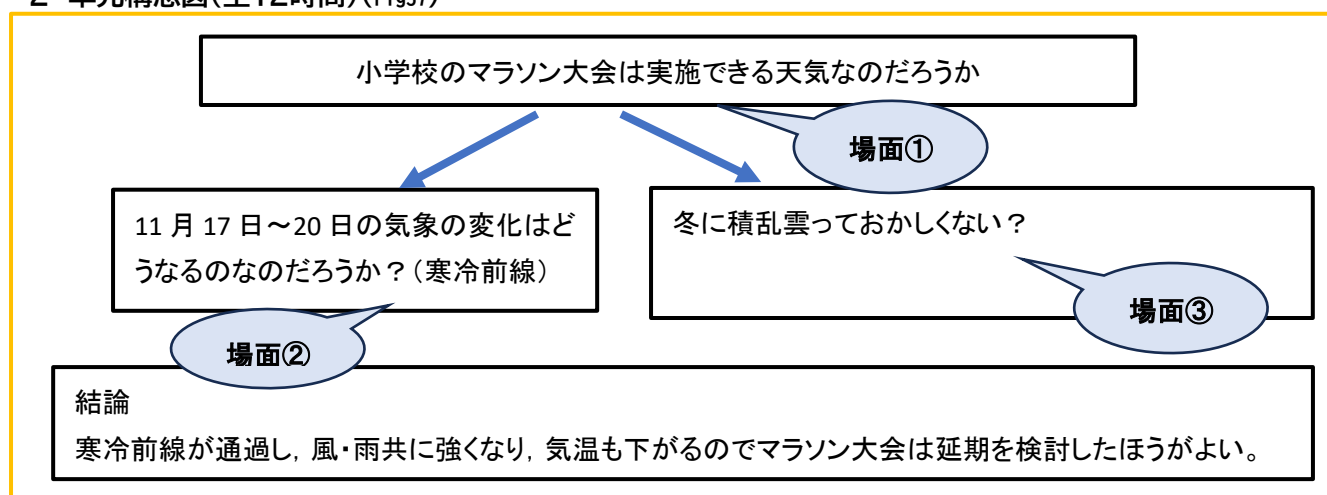 小学校のマラソン大会は実施できる天気なのだろうか
場面①
11月17日～20日の気象の変化はど
うなるのなのだろうか？（寒冷前線）
冬に積乱雲っておかしくない？
場面③
場面②
結論
寒冷前線が通過し，風・雨共に強くなり，気温も下がるのでマラソン大会は延期を検討したほうがよい。